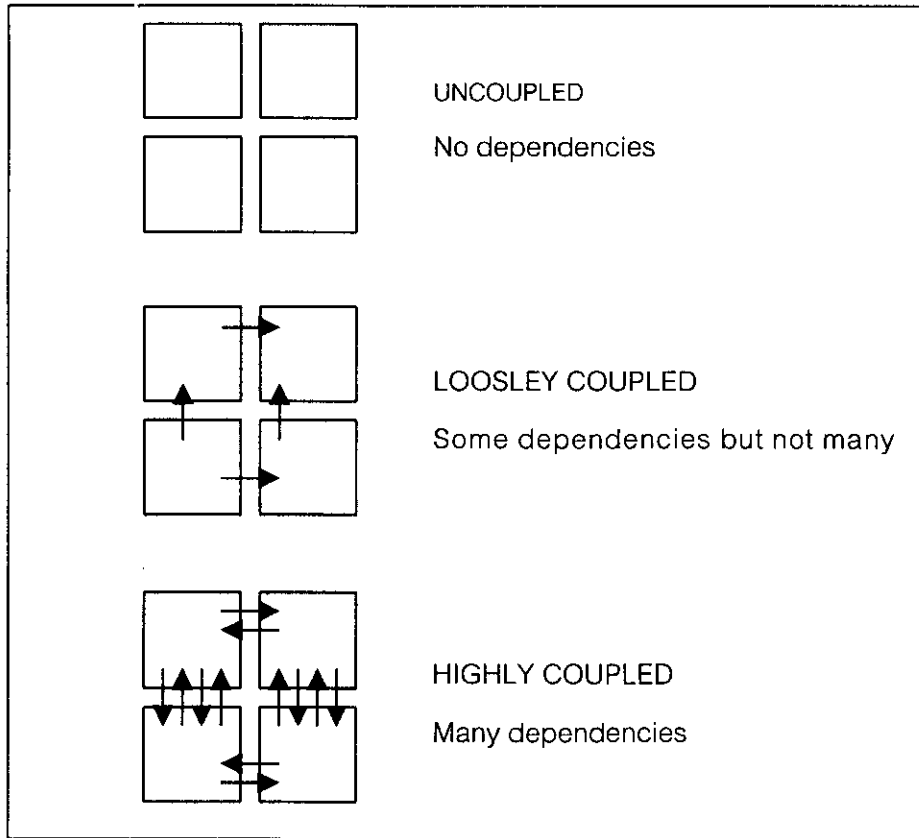 UNCOUPLED
No dependencies
LOOSLEY COUPLED
Some dependencies but not many
HIGHLY COUPLED
Many dependencies